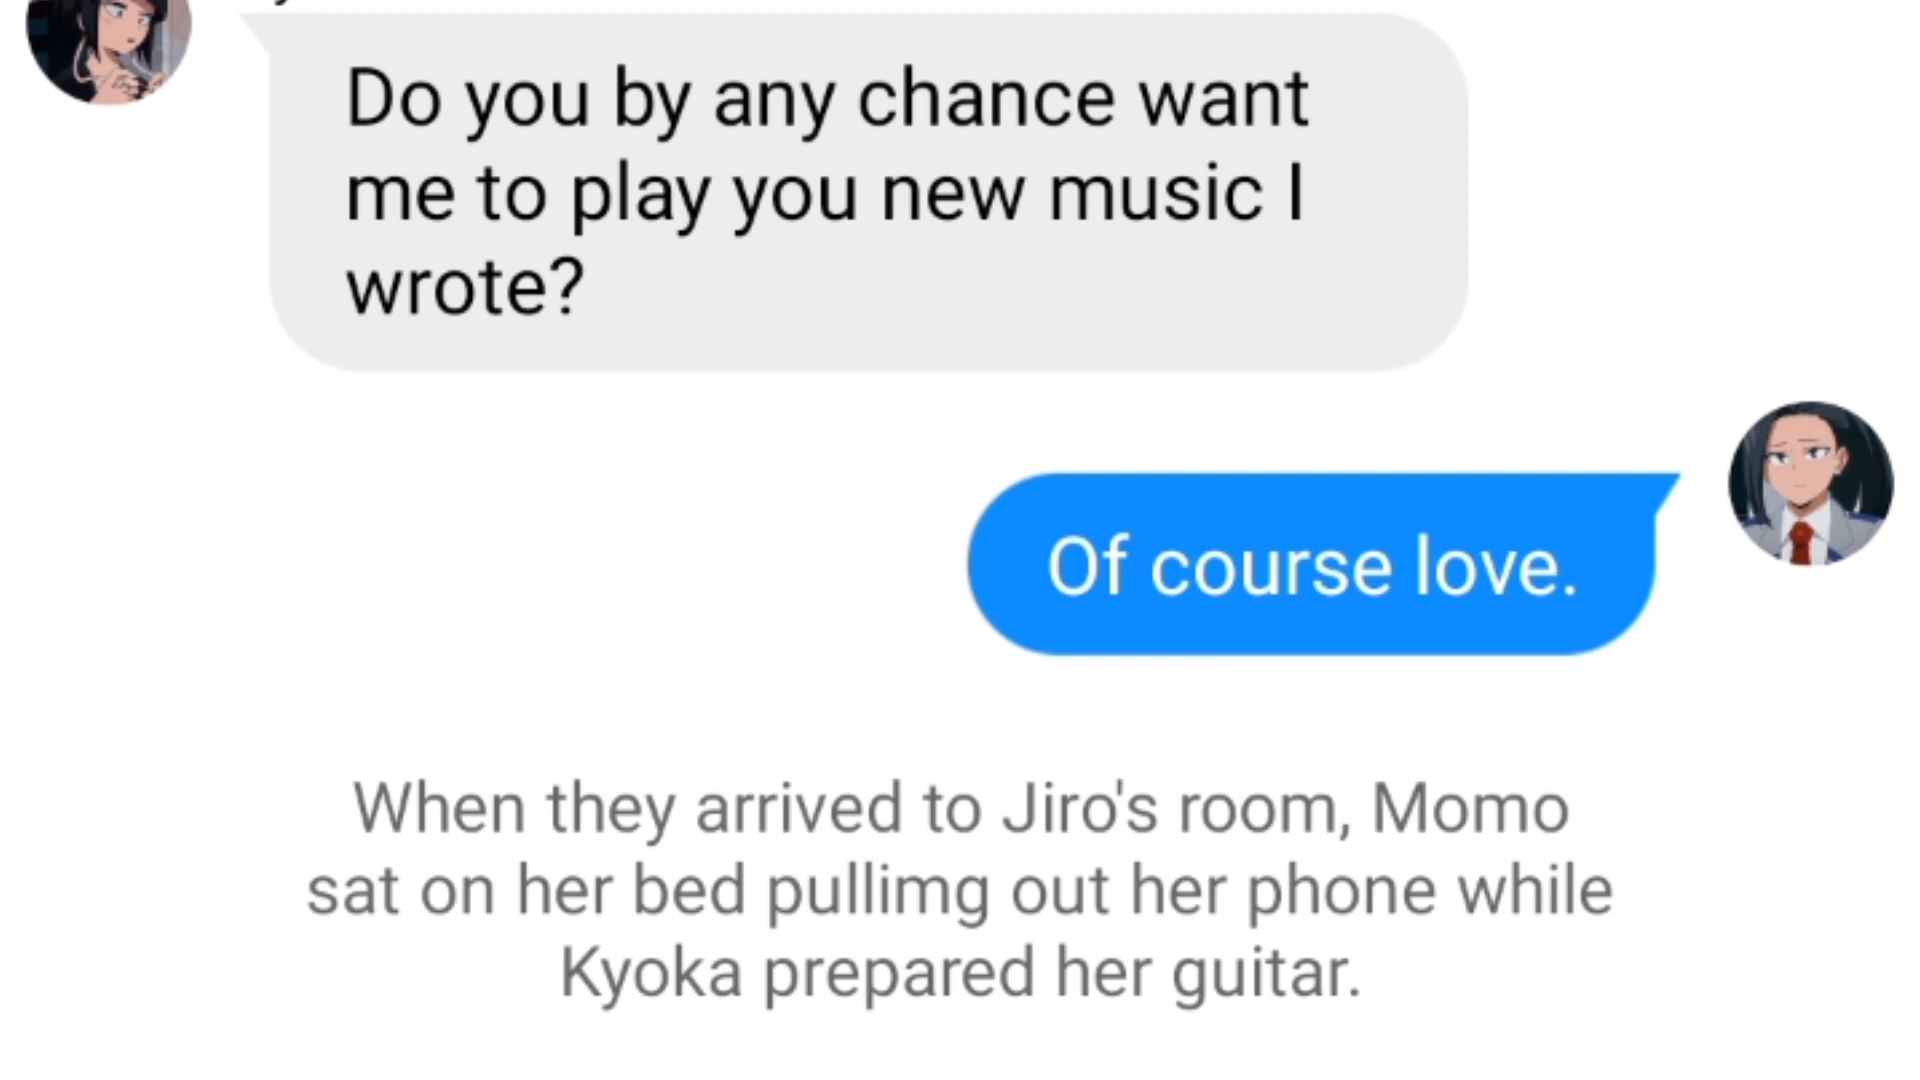 Do you by any chance want
me to play you new music I
wrote?
Of course love.
When they arrived to Jiro's room, Momo
sat on her bed pullimg out her phone while
Kyoka prepared her guitar.